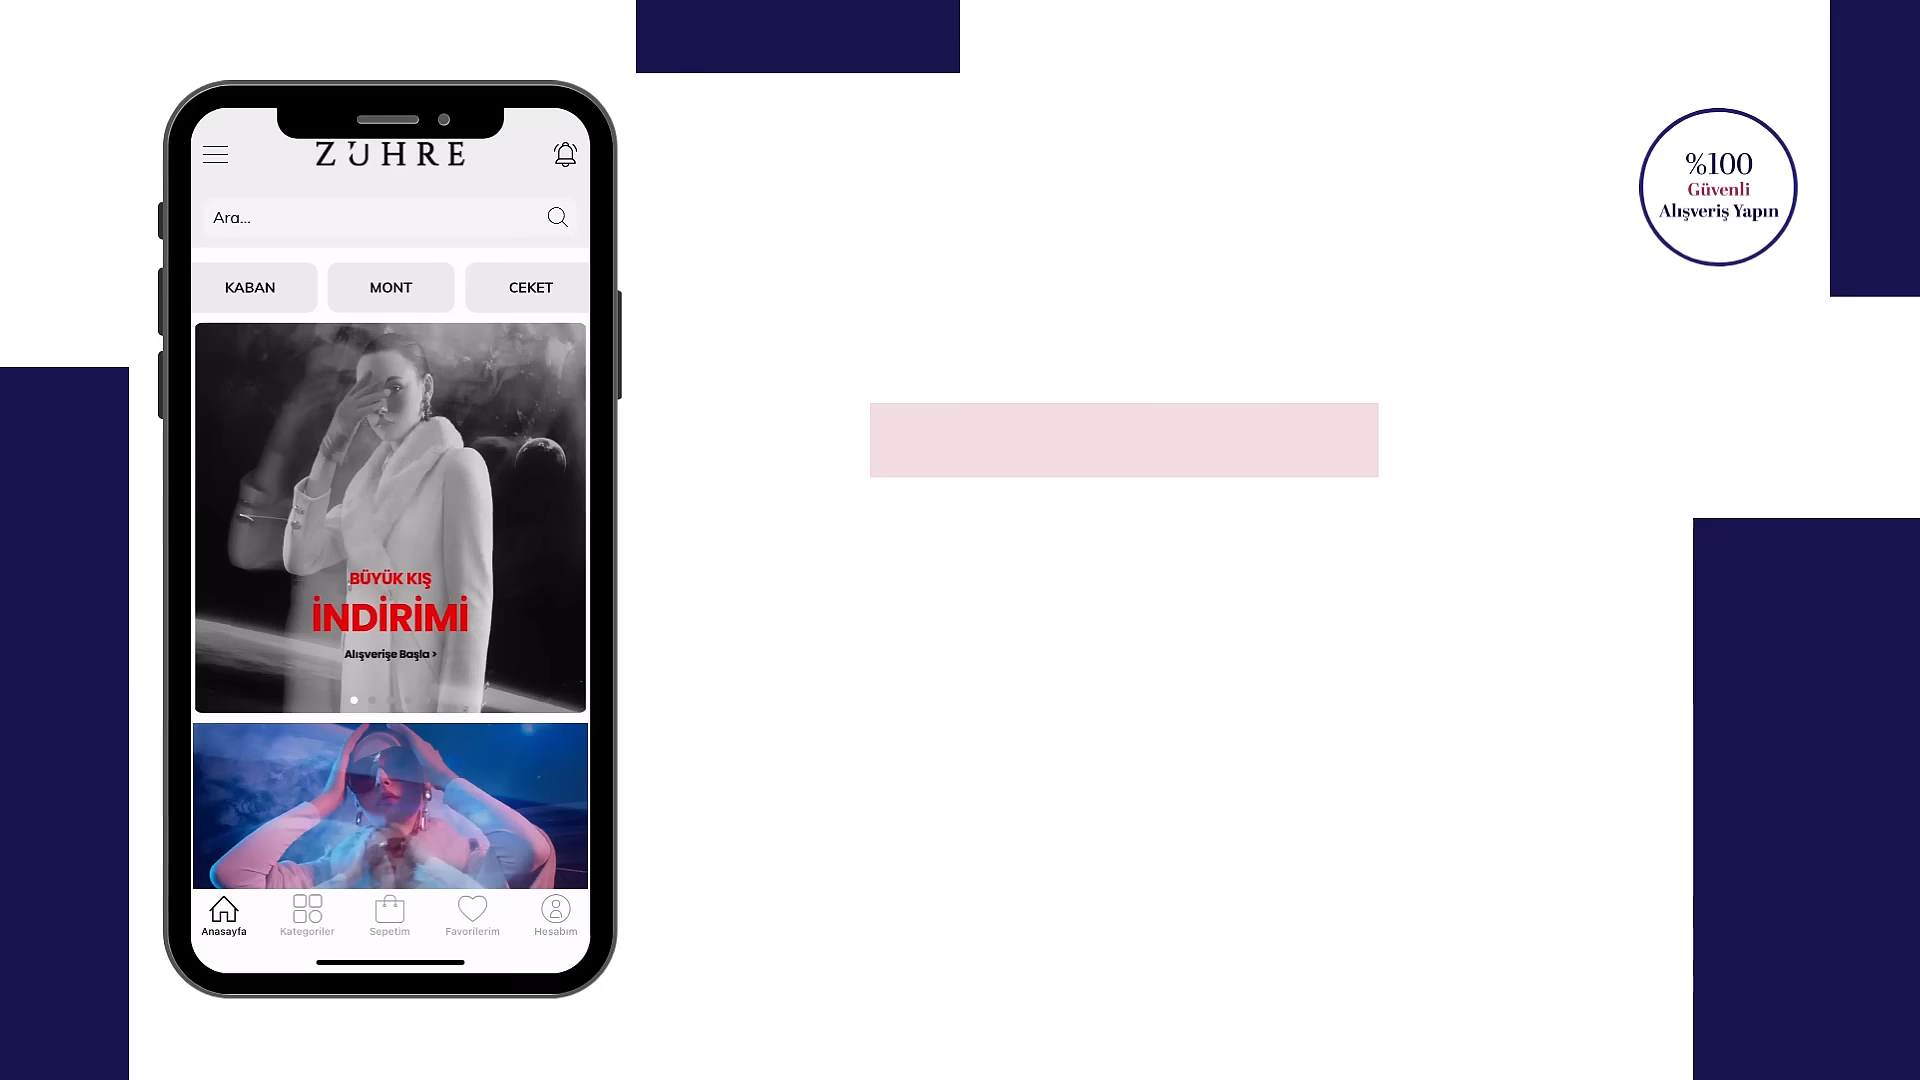 ZÜHRE
Ara...
KABAN
MONT
CEKET
BÜYÜK KIŞ
İNDİRİMİ
Alışverişe Başla >
Anasayfa
Kategoriler
Sepetim
Favorilerim
Hesabım
%100
Güvenli
Alışveriş Yapın